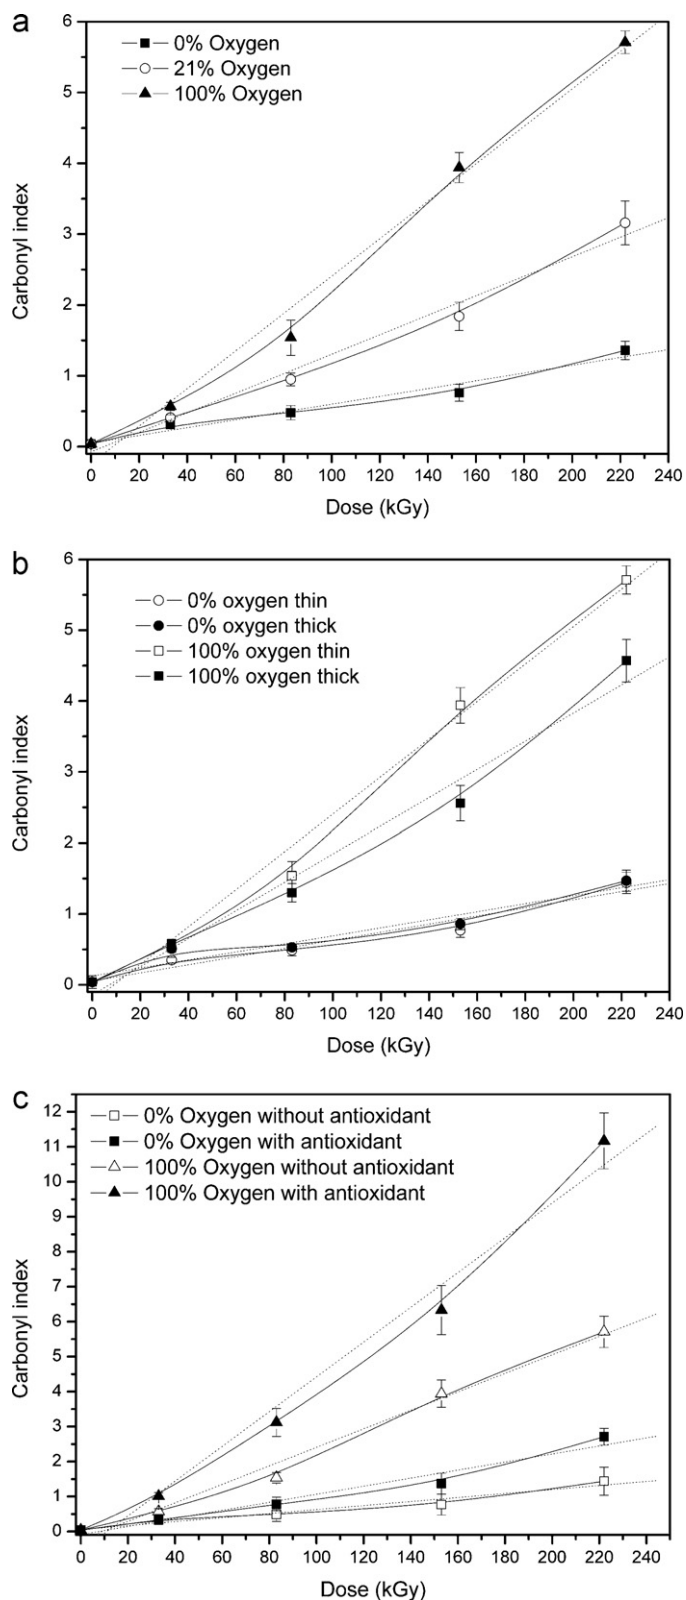 a
0% Oxygen
21% Oxygen
100% Oxygen
Carbonyl index
6
5
4
3
2
1
0
0 20 40 60 80 100 120 140 160 180 200 220 240
Dose (kGy)
b
0% oxygen thin
0% oxygen thick
100% oxygen thin
100% oxygen thick
Carbonyl index
6
5
4
3
2
1
0
0 20 40 60 80 100 120 140 160 180 200 220 240
Dose (kGy)
c
0% Oxygen without antioxidant
0% Oxygen with antioxidant
100% Oxygen without antioxidant
100% Oxygen with antioxidant
Carbonyl index
12
11
10
9
8
7
6
5
4
3
2
1
0
0 20 40 60 80 100 120 140 160 180 200 220 240
Dose (kGy)